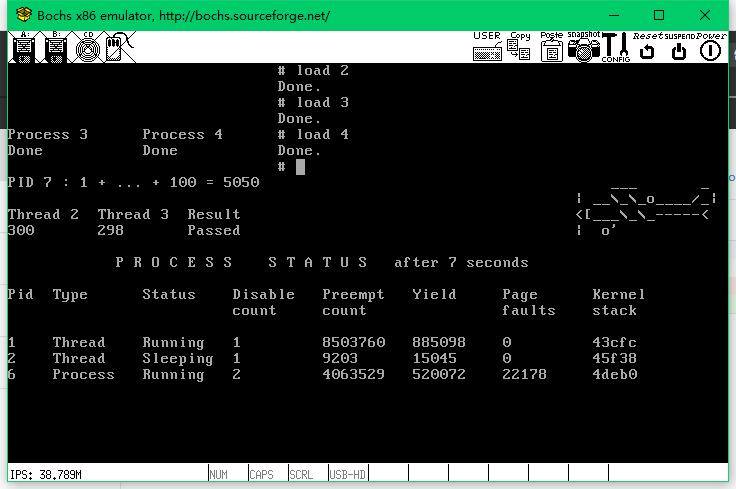 Bochs x86 emulator, http://bochs.sourceforge.net/
A: B: CD USER Copy Paste snapshot CONFIG Reset SUSPEND Power
# load 2
Done.
# load 3
Done.
Process 3 Process 4 # load 4
Done Done Done.
#
PID 7 : 1 + ... + 100 = 5050
Thread 2 Thread 3 Result
300 298 Passed
P R O C E S S S T A T U S after 7 seconds
Pid Type Status Disable Preempt Yield Page Kernel
count count faults stack
1 Thread Running 1 8503760 885098 0 43cfc
2 Thread Sleeping 1 9203 15045 0 45f38
6 Process Running 2 4063529 520072 22178 4deb0
IPS: 38.789M NUM CAPS SCRL USB-HD